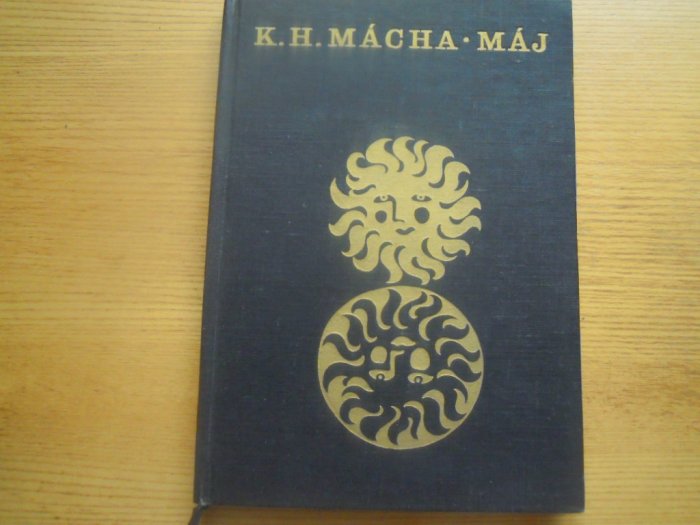 K. H. MÁCHA · MÁJ